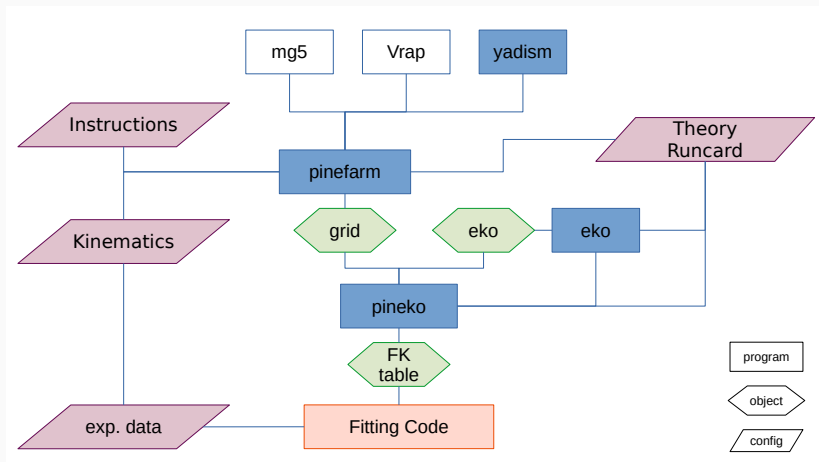 mg5
Vrap
yadism
Instructions
Theory
Runcard
pinefarm
Kinematics
grid
eko
eko
pineko
FK
table
program
object
config
exp. data
Fitting Code